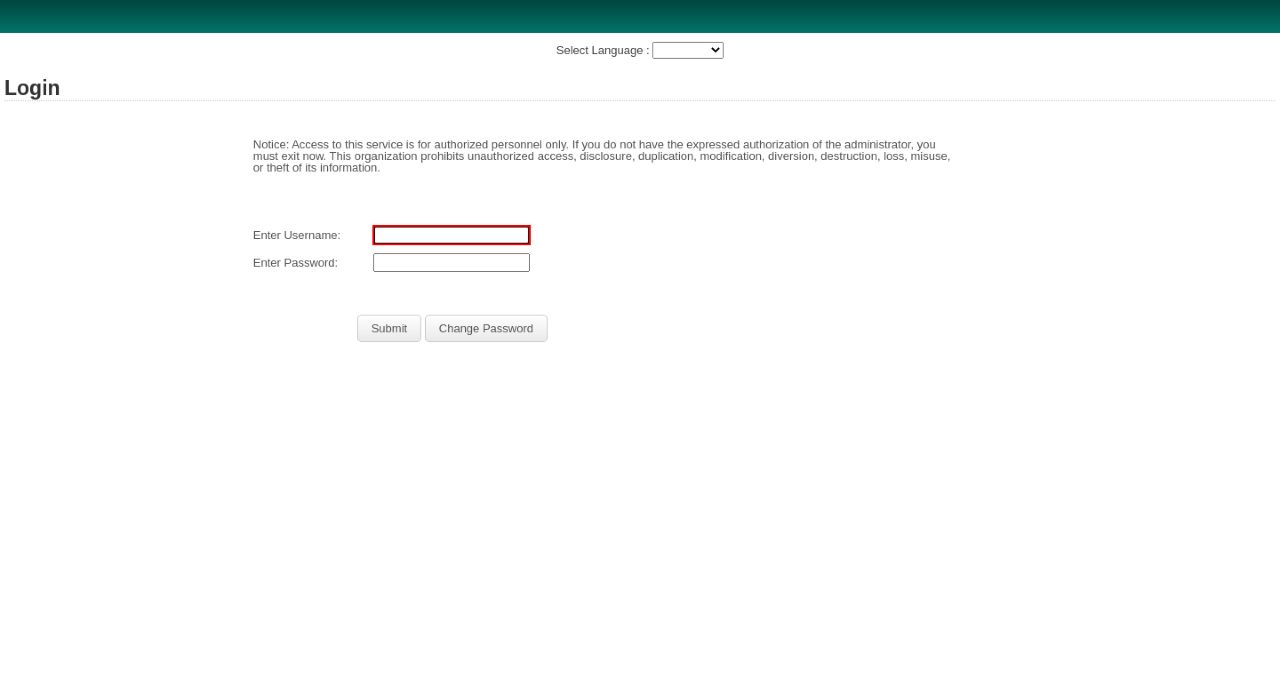 Select Language :
Login
Notice: Access to this service is for authorized personnel only. If you do not have the expressed authorization of the administrator, you
must exit now. This organization prohibits unauthorized access, disclosure, duplication, modification, diversion, destruction, loss, misuse,
or theft of its information.
Enter Username:
Enter Password:
Submit Change Password